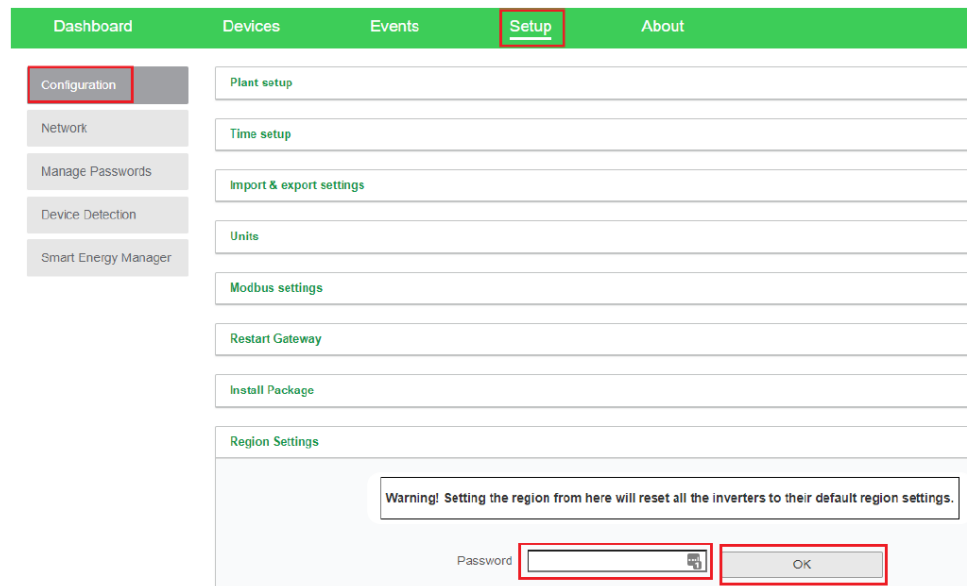 Dashboard Devices Events Setup About
Configuration
Network
Manage Passwords
Device Detection
Smart Energy Manager
Plant setup
Time setup
Import & export settings
Units
Modbus settings
Restart Gateway
Install Package
Region Settings
Warning! Setting the region from here will reset all the inverters to their default region settings.
Password OK